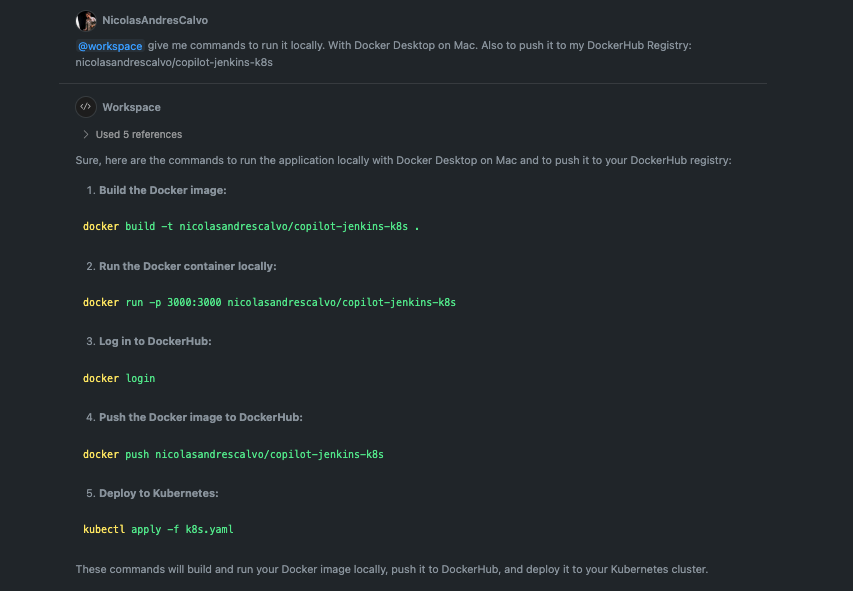 NicolasAndresCalvo
@workspace give me commands to run it locally. With Docker Desktop on Mac. Also to push it to my DockerHub Registry:
nicolasandrescalvo/copilot-jenkins-k8s
Workspace
Used 5 references
Sure, here are the commands to run the application locally with Docker Desktop on Mac and to push it to your DockerHub registry:
1. Build the Docker image:
docker build -t nicolasandrescalvo/copilot-jenkins-k8s .
2. Run the Docker container locally:
docker run -p 3000:3000 nicolasandrescalvo/copilot-jenkins-k8s
3. Log in to DockerHub:
docker login
4. Push the Docker image to DockerHub:
docker push nicolasandrescalvo/copilot-jenkins-k8s
5. Deploy to Kubernetes:
kubectl apply -f k8s.yaml
These commands will build and run your Docker image locally, push it to DockerHub, and deploy it to your Kubernetes cluster.